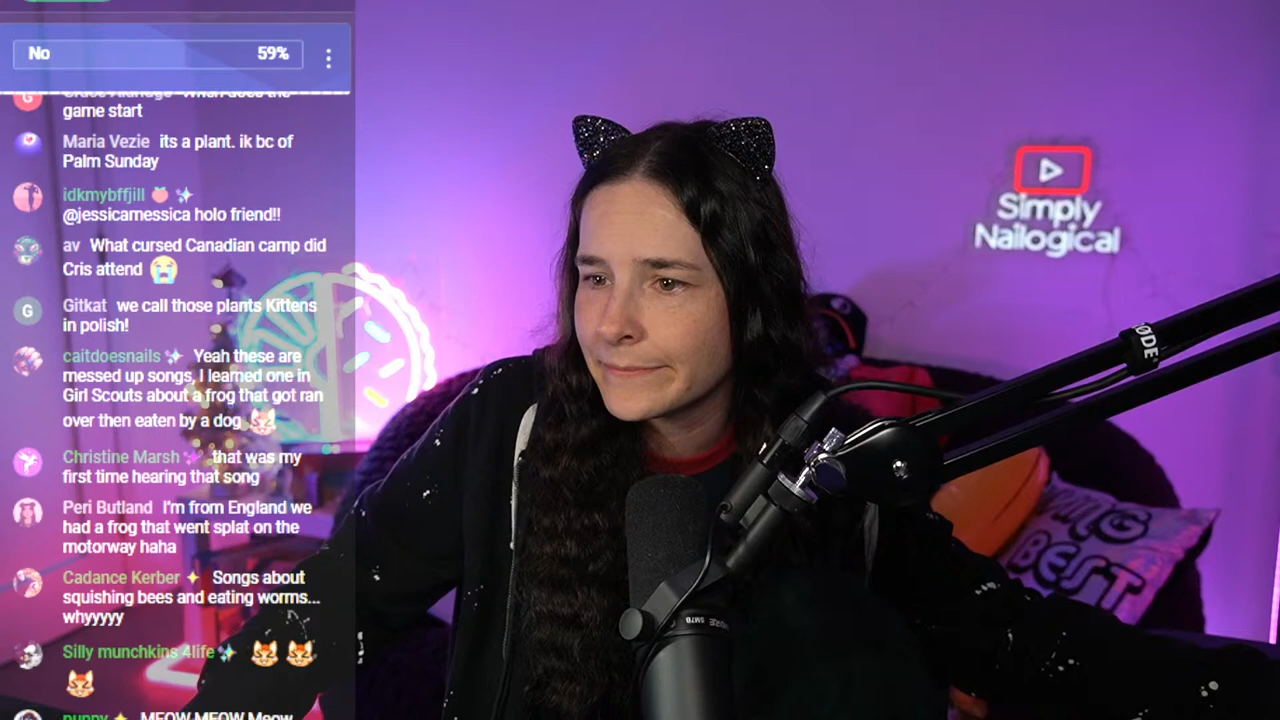 No 59%
game start
Maria Vezie its a plant. ik bc of
Palm Sunday
idkmybffjill
@jessicarnessica holo friend!!
av What cursed Canadian camp did
Cris attend
G Gitkat we call those plants Kittens
in polish!
caitdoesnails Yeah these are
messed up songs, I learned one in
Girl Scouts about a frog that got ran
over then eaten by a dog
Christine Marsh that was my
first time hearing that song
Peri Butland I'm from England we
had a frog that went splat on the
motorway haha
Cadance Kerber Songs about
squishing bees and eating worms...
whyyyyy
Silly munchkins 4life
puppy MEOW MEOW Meow
Simply
Nailogical
RØDE
SM7B
BEST